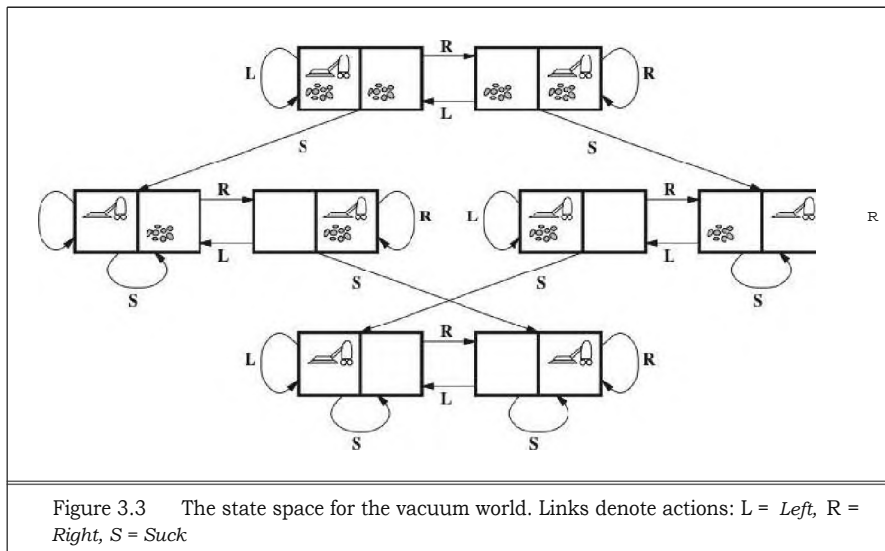 R
L R
L
S S
R R
R L R
L L
S S S
R
L R
L
S S
Figure 3.3 The state space for the vacuum world. Links denote actions: L = Left, R =
Right, S = Suck